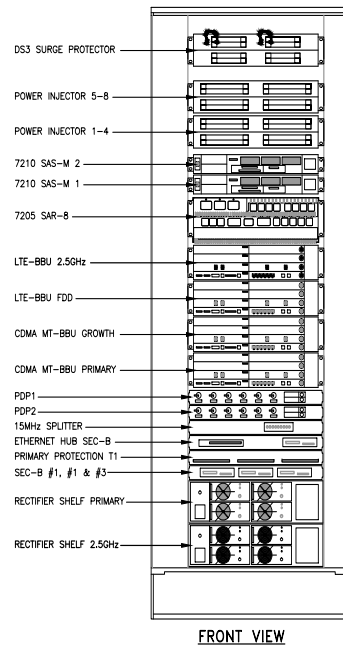 DS3 SURGE PROTECTOR
POWER INJECTOR 5-8
POWER INJECTOR 1-4
7210 SAS-M 2
7210 SAS-M 1
7205 SAR-8
LTE-BBU 2.5GHz
LTE-BBU FDD
CDMA MT-BBU GROWTH
CDMA MT-BBU PRIMARY
PDP1
PDP2
15MHz SPLITTER
ETHERNET HUB SEC-B
PRIMARY PROTECTION T1
SEC-B #1, #1 & #3
RECTIFIER SHELF PRIMARY
RECTIFIER SHELF 2.5GHz
FRONT VIEW